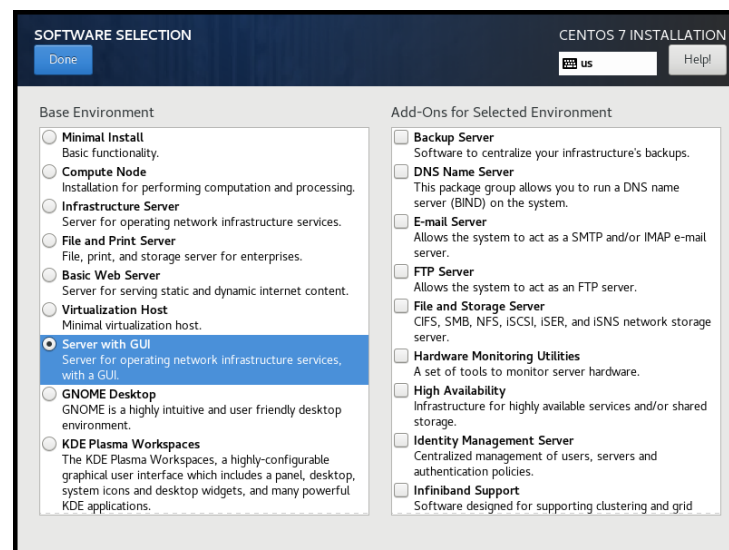 SOFTWARE SELECTION
CENTOS 7 INSTALLATION
Done
us
Help!
Base Environment
Minimal Install
Basic functionality.
Compute Node
Installation for performing computation and processing.
Infrastructure Server
Server for operating network infrastructure services.
File and Print Server
File, print, and storage server for enterprises.
Basic Web Server
Server for serving static and dynamic internet content.
Virtualization Host
Minimal virtualization host.
Server with GUI
Server for operating network infrastructure services,
with a GUI.
GNOME Desktop
GNOME is a highly intuitive and user friendly desktop
environment.
KDE Plasma Workspaces
The KDE Plasma Workspaces, a highly-configurable
graphical user interface which includes a panel, desktop,
system icons and desktop widgets, and many powerful
KDE applications.
Add-Ons for Selected Environment
Backup Server
Software to centralize your infrastructure's backups.
DNS Name Server
This package group allows you to run a DNS name
server (BIND) on the system.
E-mail Server
Allows the system to act as a SMTP and/or IMAP e-mail
server.
FTP Server
Allows the system to act as an FTP server.
File and Storage Server
CIFS, SMB, NFS, iSCSI, iSER, and iSNS network storage
server.
Hardware Monitoring Utilities
A set of tools to monitor server hardware.
High Availability
Infrastructure for highly available services and/or shared
storage.
Identity Management Server
Centralized management of users, servers and
authentication policies.
Infiniband Support
Software designed for supporting clustering and grid